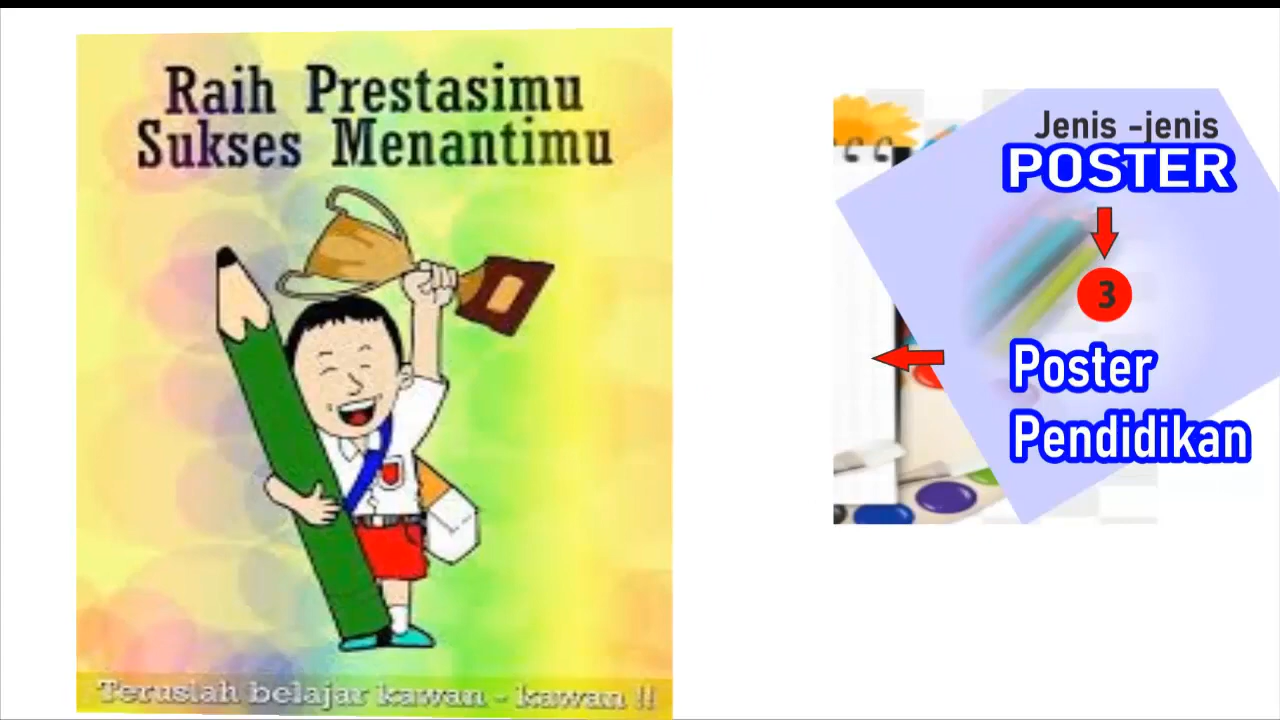 Raih Prestasimu
Sukses Menantimu
Teruslah belajar kawan - kawan !!
Jenis -jenis
POSTER
3
Poster
Pendidikan